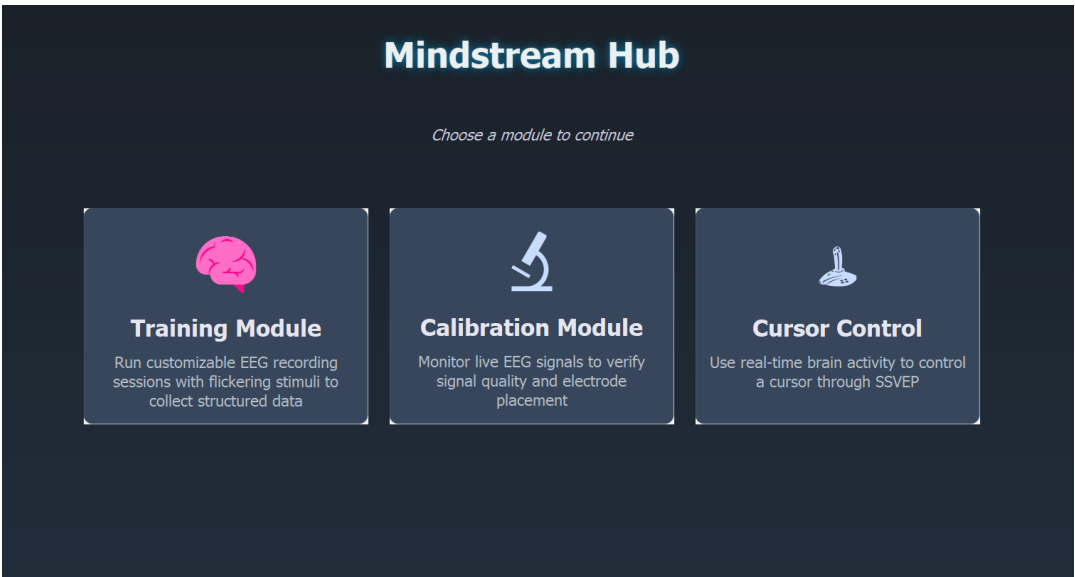 Mindstream Hub
Choose a module to continue
Training Module
Run customizable EEG recording
sessions with flickering stimuli to
collect structured data
Calibration Module
Monitor live EEG signals to verify
signal quality and electrode
placement
Cursor Control
Use real-time brain activity to control
a cursor through SSVEP